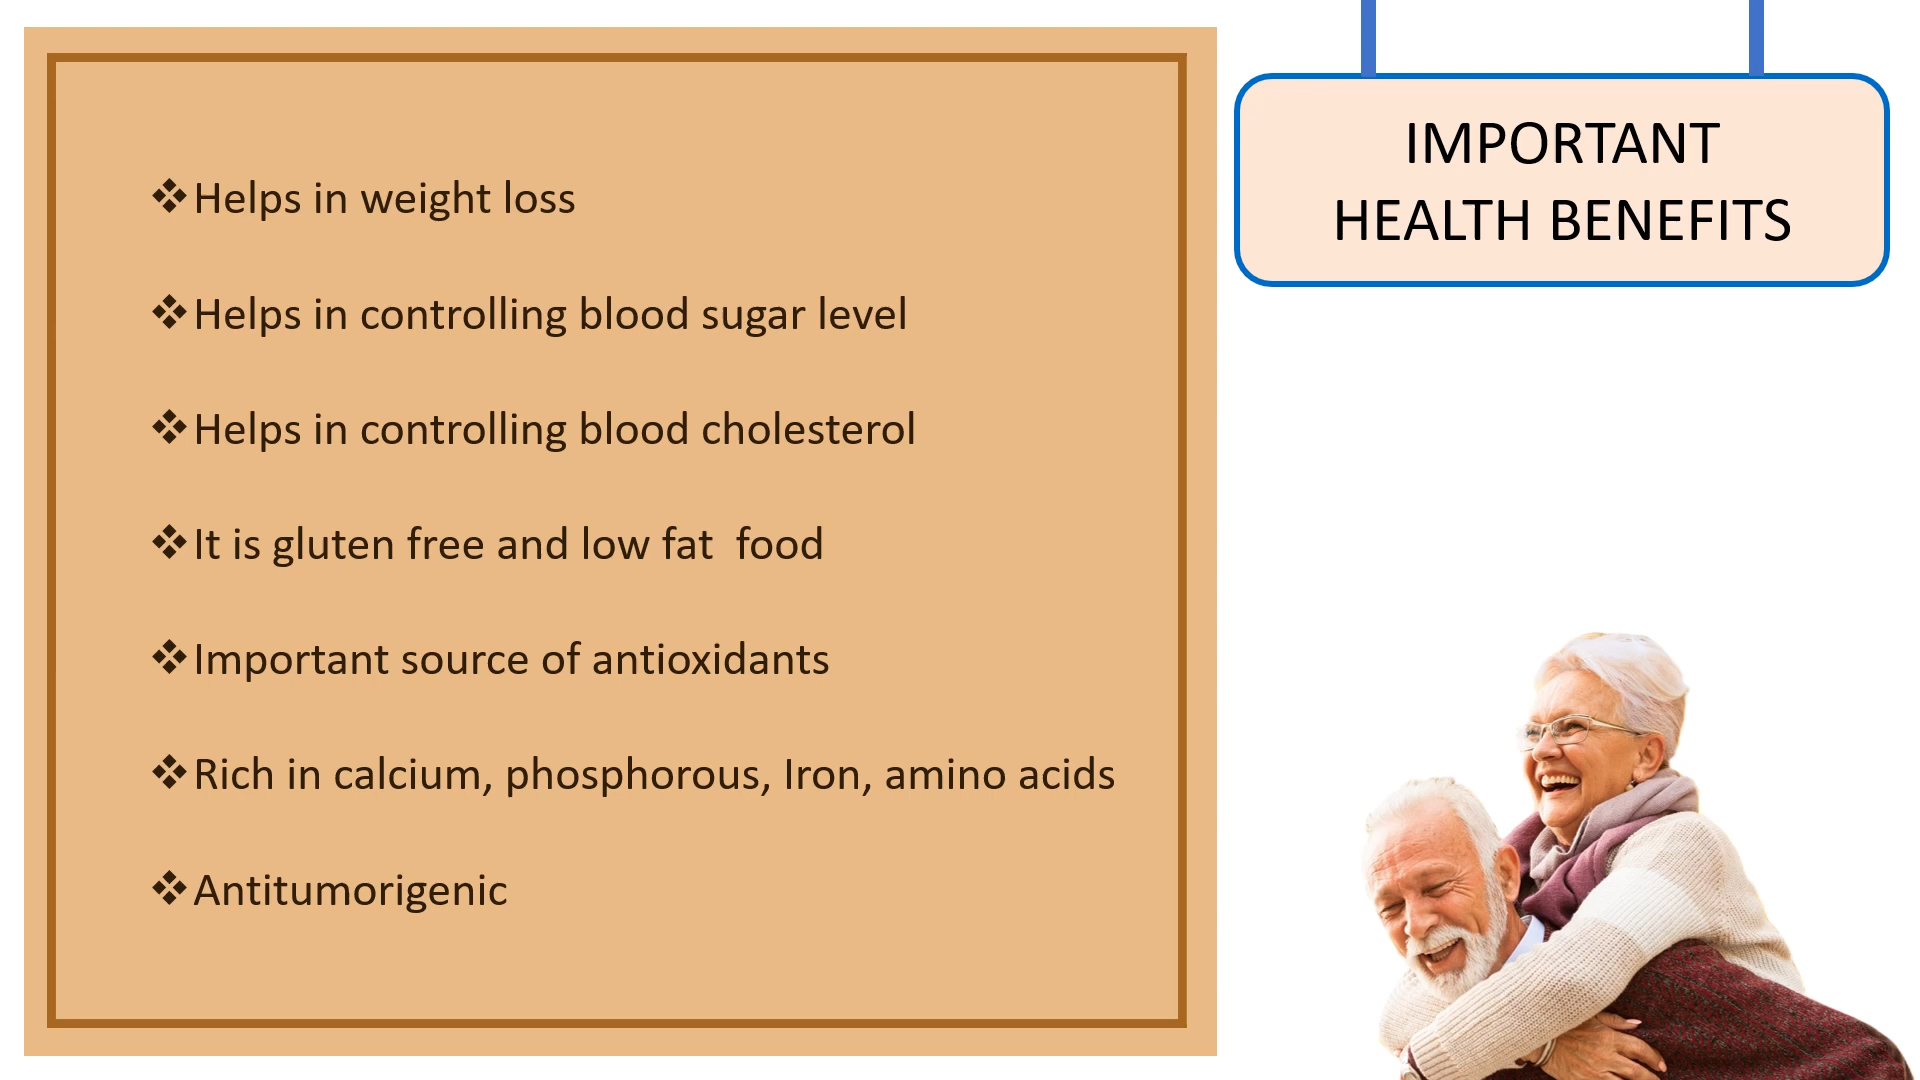 IMPORTANT
HEALTH BENEFITS
❖Helps in weight loss
❖Helps in controlling blood sugar level
❖Helps in controlling blood cholesterol
❖It is gluten free and low fat  food
❖Important source of antioxidants
❖Rich in calcium, phosphorous, Iron, amino acids
❖Antitumorigenic